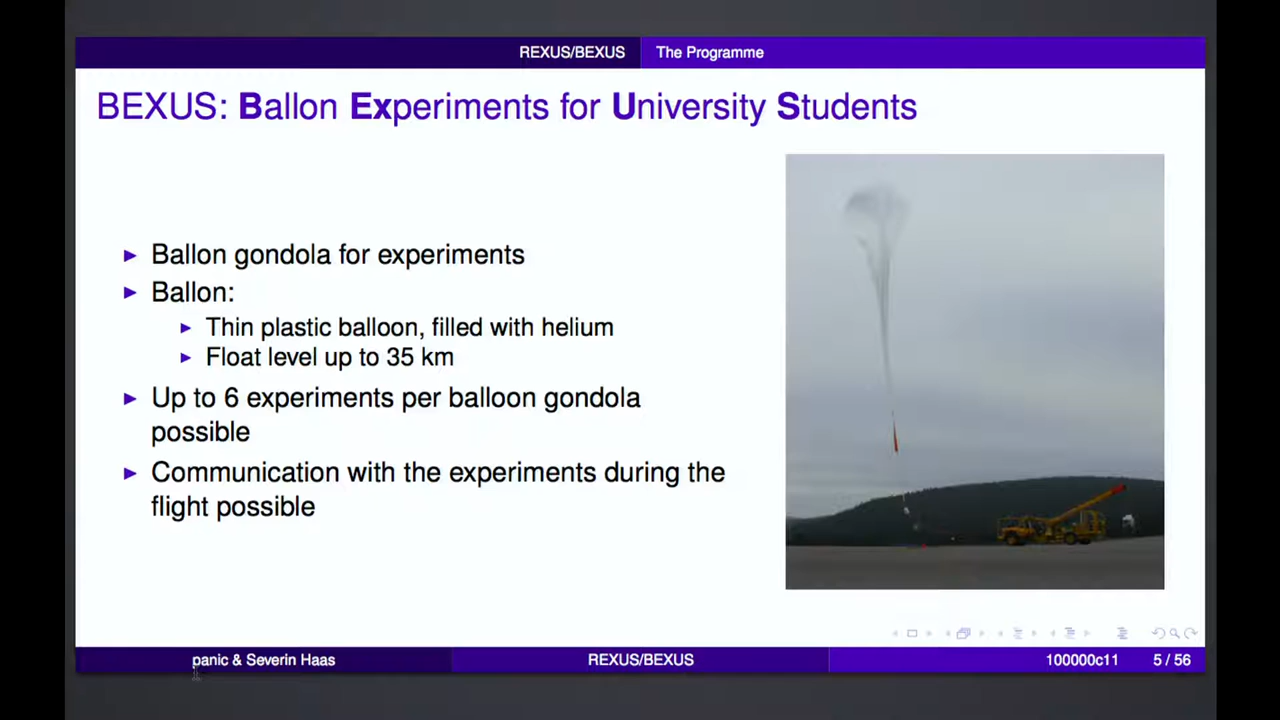 REXUS/BEXUS The Programme
BEXUS: Ballon Experiments for University Students
Ballon gondola for experiments
Ballon:
Thin plastic balloon, filled with helium
Float level up to 35 km
Up to 6 experiments per balloon gondola
possible
Communication with the experiments during the
flight possible
panic & Severin Haas REXUS/BEXUS 100000c11 5 / 56